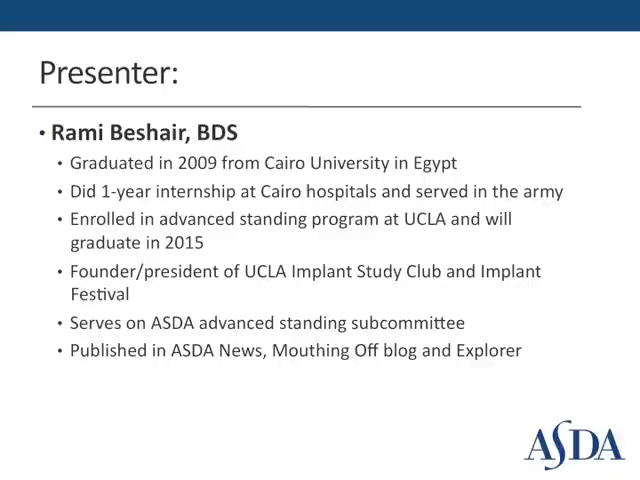 Presenter:
• Rami Beshair, BDS
• Graduated in 2009 from Cairo University in Egypt
• Did 1-year internship at Cairo hospitals and served in the army
• Enrolled in advanced standing program at UCLA and will
graduate in 2015
• Founder/president of UCLA Implant Study Club and Implant
Festival
• Serves on ASDA advanced standing subcommittee
• Published in ASDA News, Mouthing Off blog and Explorer
ASDA